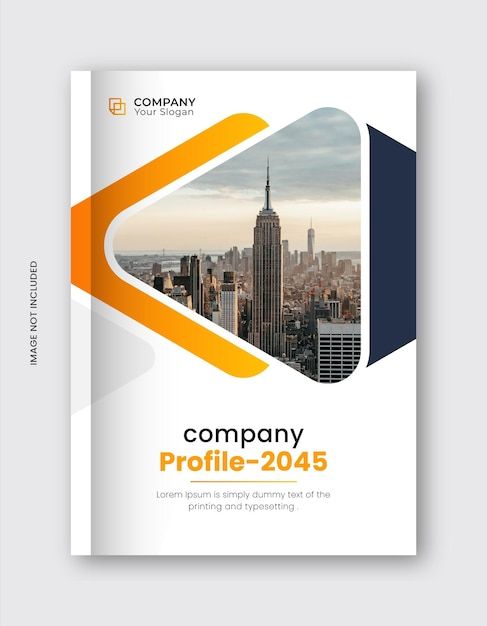 COMPANY
Your Slogan
IMAGE NOT INCLUDED
company
Profile-2045
Lorem Ipsum is simply dummy text of the
printing and typesetting .